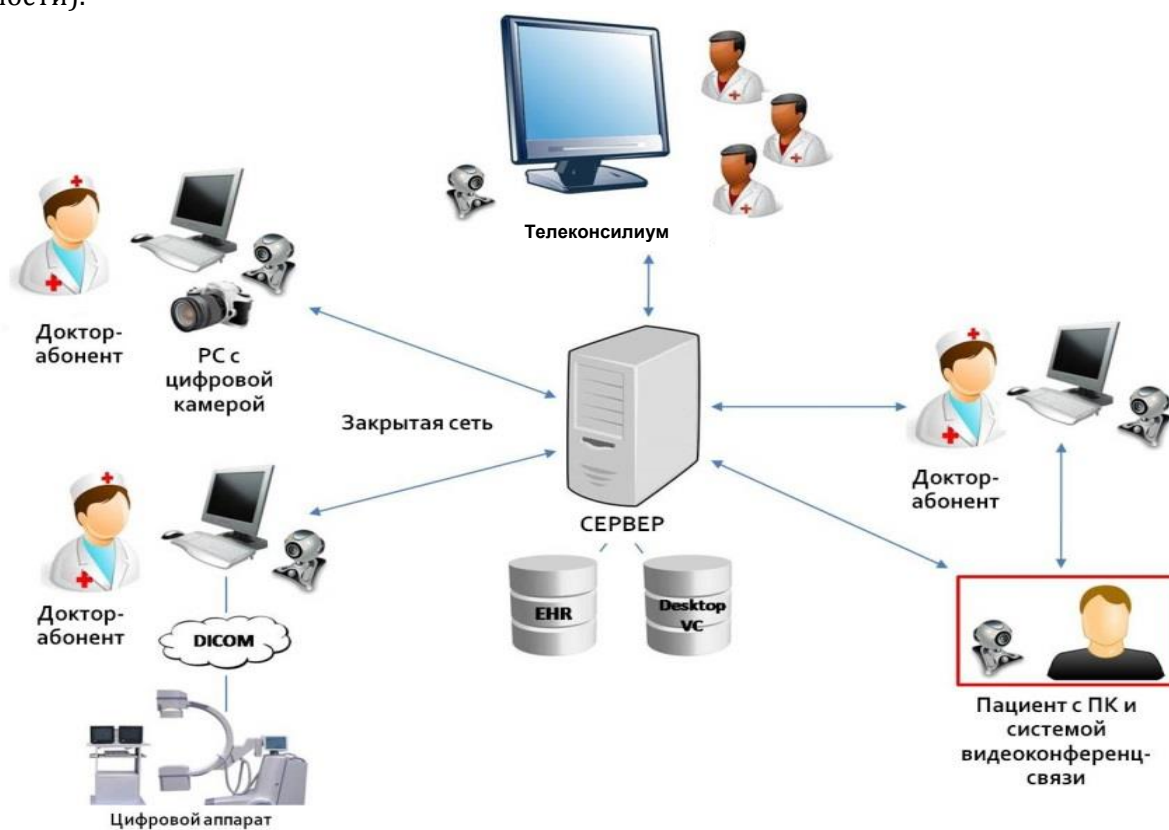 Телеконсилиум
Доктор-
абонент
PC с
цифровой
камерой
Закрытая сеть
СЕРВЕР
EHR
Desktop
VC
Доктор-
абонент
Доктор-
абонент
DICOM
Цифровой аппарат
Пациент с ПК и
системой
видеоконференц-
связи